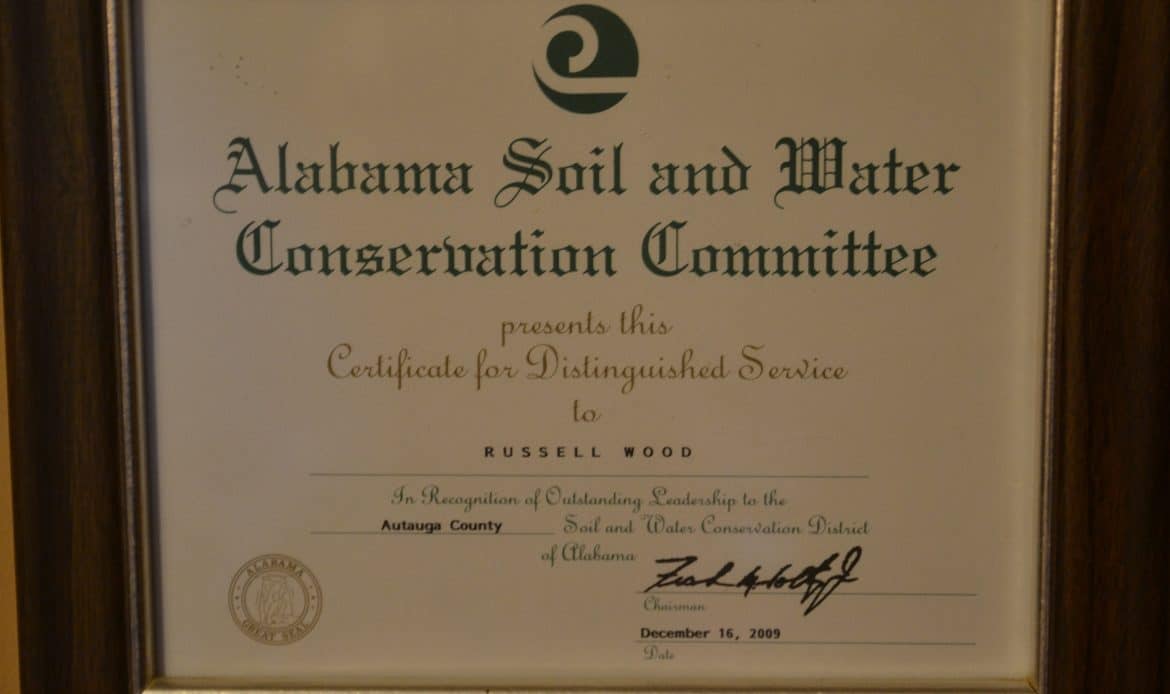 Alabama Soil and Water
Conservation Committee
presents this
Certificate for Distinguished Service
to
RUSSELL WOOD
In Recognition of Outstanding Leadership to the
Autauga County Soil and Water Conservation District
of Alabama
Chairman
December 16, 2009
Date
ALABAMA
GREAT SEAL